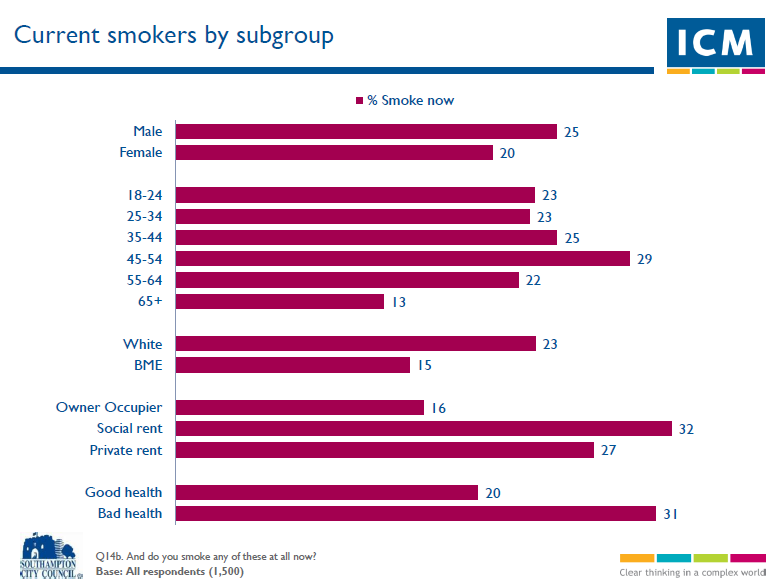 Current smokers by subgroup
ICM
% Smoke now
Male 25
Female 20
18-24 23
25-34 23
35-44 25
45-54 29
55-64 22
65+ 13
White 23
BME 15
Owner Occupier 16
Social rent 32
Private rent 27
Good health 20
Bad health 31
SOUTHAMPTON
CITY COUNCIL
Q14b. And do you smoke any of these at all now?
Base: All respondents (1,500)
Clear thinking in a complex world